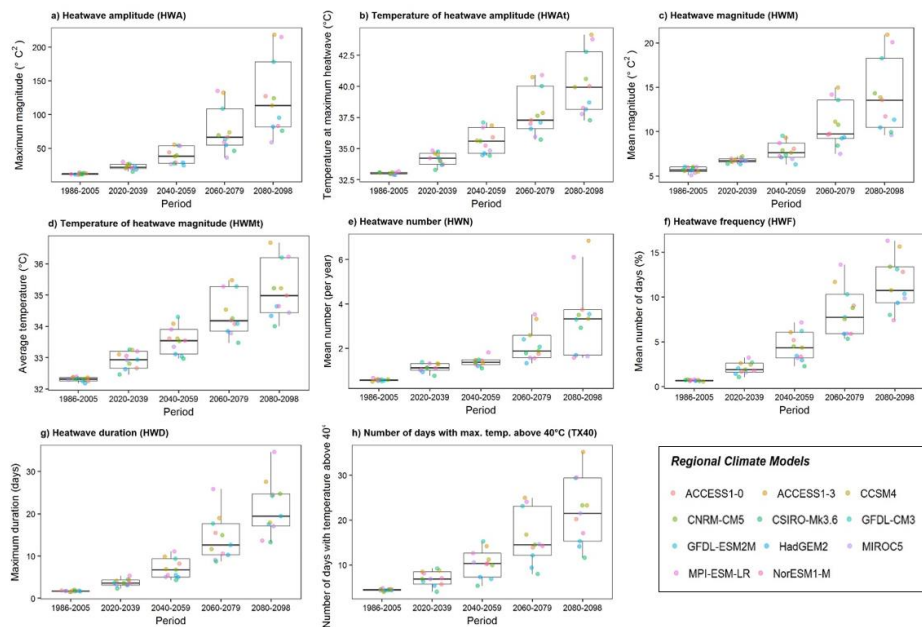 a) Heatwave amplitude (HWA)
Maximum magnitude (° C²)
200
150
100
50
1986-2005 2020-2039 2040-2059 2060-2079 2080-2098
Period
b) Temperature of heatwave amplitude (HWAt)
Temperature at maximum heatwave (°C)
40.0
37.5
35.0
32.5
1986-2005 2020-2039 2040-2059 2060-2079 2080-2098
Period
c) Heatwave magnitude (HWM)
Mean magnitude (° C²)
20
15
10
5
1986-2005 2020-2039 2040-2059 2060-2079 2080-2098
Period
d) Temperature of heatwave magnitude (HWMt)
Average temperature (°C)
36
35
34
33
32
1986-2005 2020-2039 2040-2059 2060-2079 2080-2098
Period
e) Heatwave number (HWN)
Mean number (per year)
6
4
2
1986-2005 2020-2039 2040-2059 2060-2079 2080-2098
Period
f) Heatwave frequency (HWF)
Mean number of days (%)
15
10
5
0
1986-2005 2020-2039 2040-2059 2060-2079 2080-2098
Period
g) Heatwave duration (HWD)
Maximum duration (days)
30
20
10
0
1986-2005 2020-2039 2040-2059 2060-2079 2080-2098
Period
h) Number of days with max. temp. above 40°C (TX40)
Number of days with temperature above 40°
30
20
10
0
1986-2005 2020-2039 2040-2059 2060-2079 2080-2098
Period
Regional Climate Models
ACCESS1-0 ACCESS1-3 CCSM4
CNRM-CM5 CSIRO-Mk3.6 GFDL-CM3
GFDL-ESM2M HadGEM2 MIROC5
MPI-ESM-LR NorESM1-M